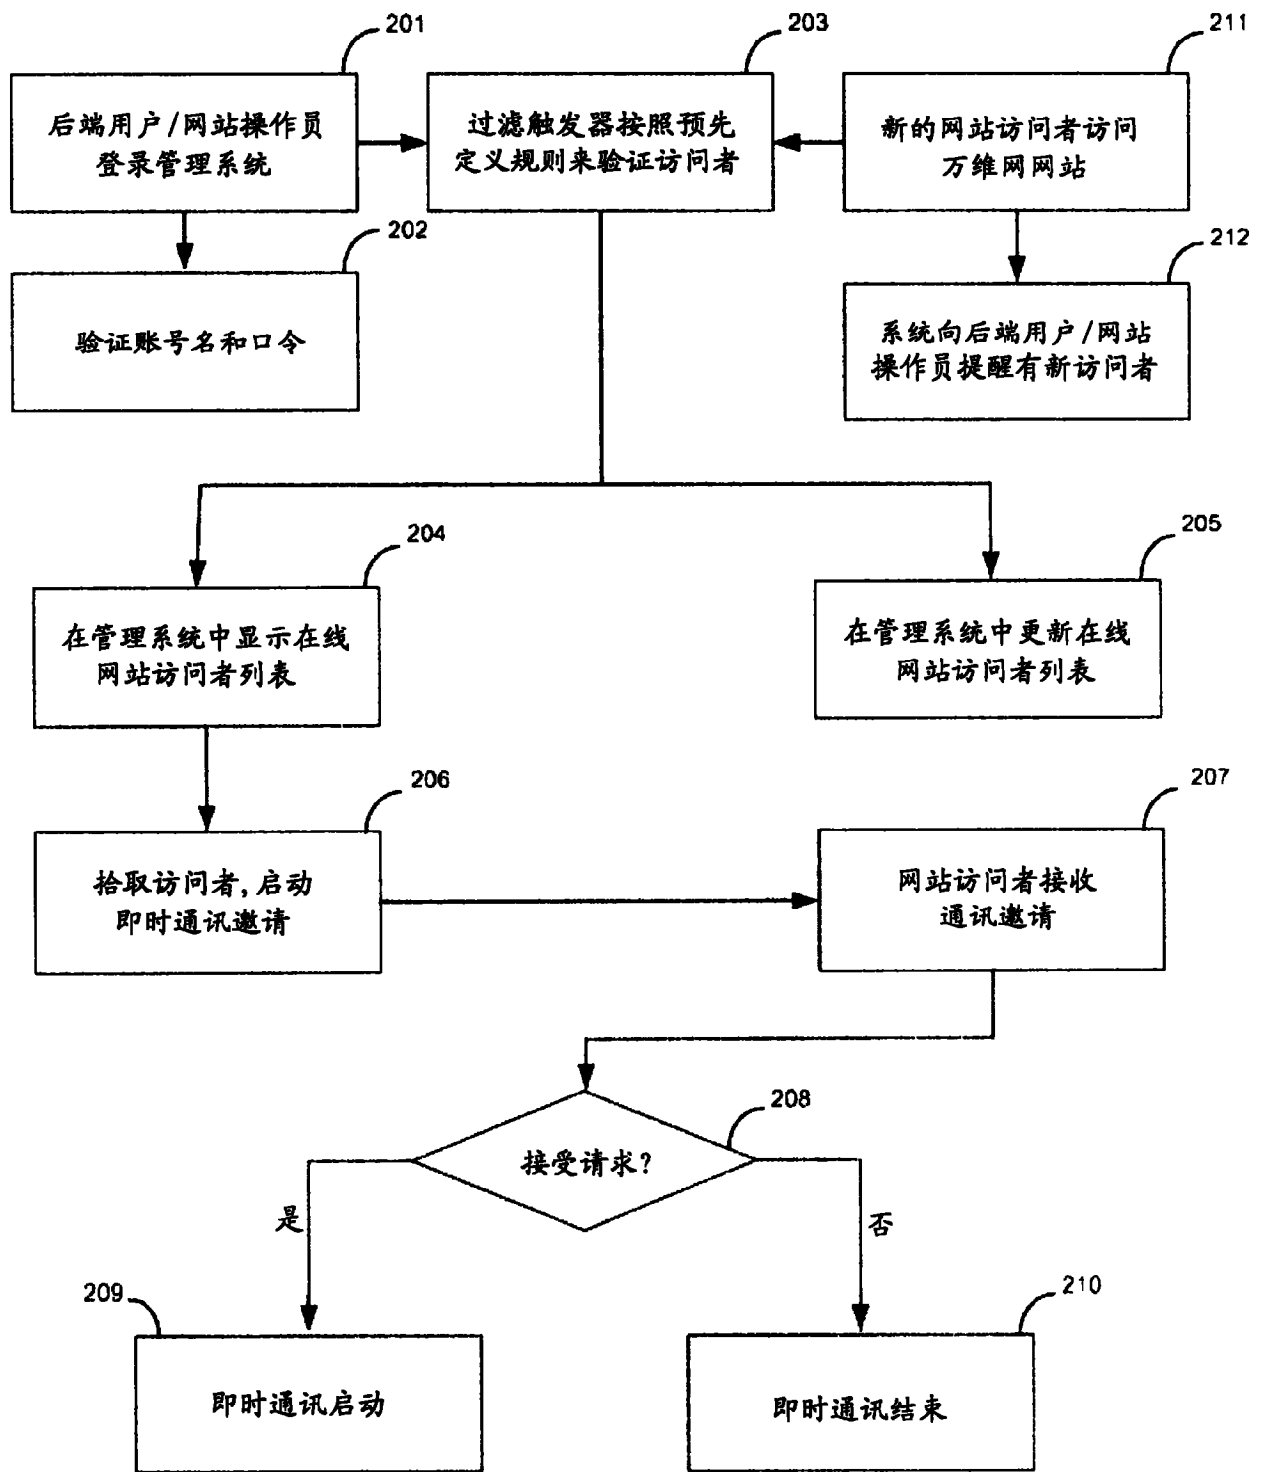 201
后端用户/网站操作员
登录管理系统
203
过滤触发器按照预先
定义规则来验证访问者
211
新的网站访问者访问
万维网网站
202
验证账号名和口令
212
系统向后端用户/网站
操作员提醒有新访问者
204
在管理系统中显示在线
网站访问者列表
205
在管理系统中更新在线
网站访问者列表
206
拾取访问者,启动
即时通讯邀请
207
网站访问者接收
通讯邀请
208
接受请求?
是
否
209
即时通讯启动
210
即时通讯结束